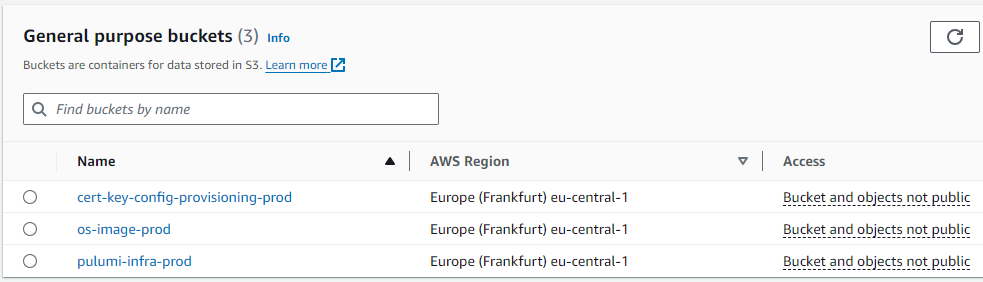 General purpose buckets (3) Info
Buckets are containers for data stored in S3. Learn more
Find buckets by name
Name AWS Region Access
cert-key-config-provisioning-prod Europe (Frankfurt) eu-central-1 Bucket and objects not public
os-image-prod Europe (Frankfurt) eu-central-1 Bucket and objects not public
pulumi-infra-prod Europe (Frankfurt) eu-central-1 Bucket and objects not public